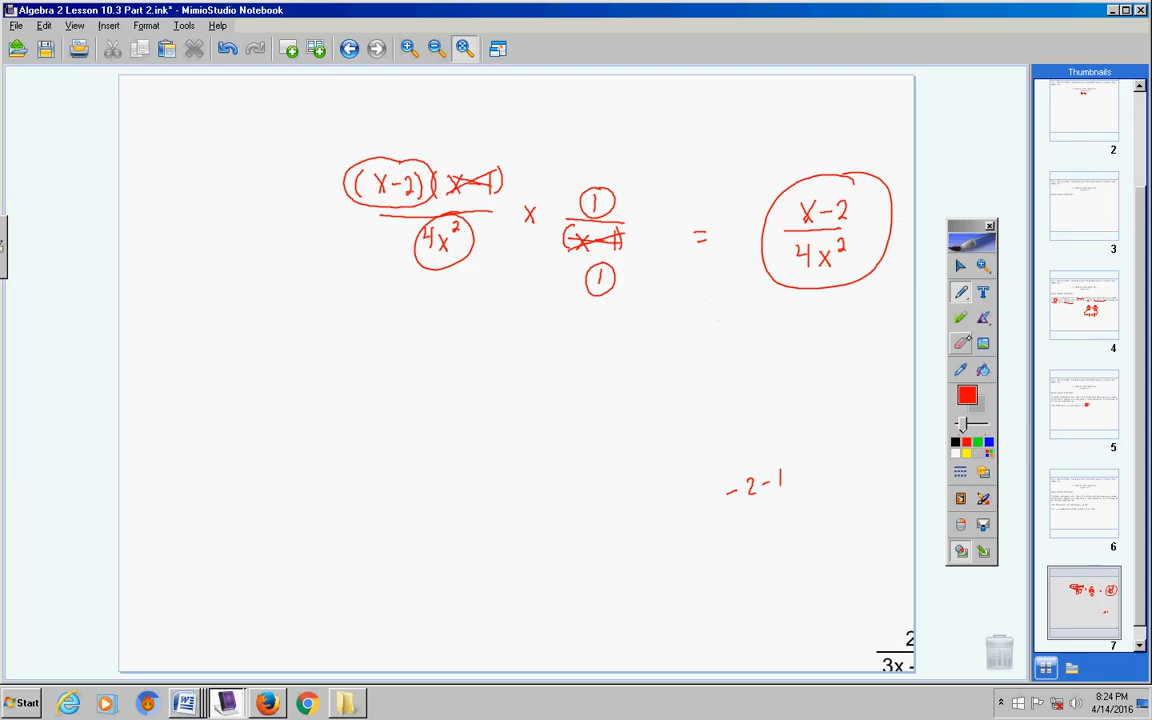 Algebra 2 Lesson 10.3 Part 2.ink* - MimioStudio Notebook
File Edit View Insert Format Tools Help
Thumbnails
(x-2)(x-1)
4x²
x
1
(x-1)
1
=
x-2
4x²
-2-1
2
3x -
2
3
4
5
6
7
Start
8:24 PM
4/14/2016